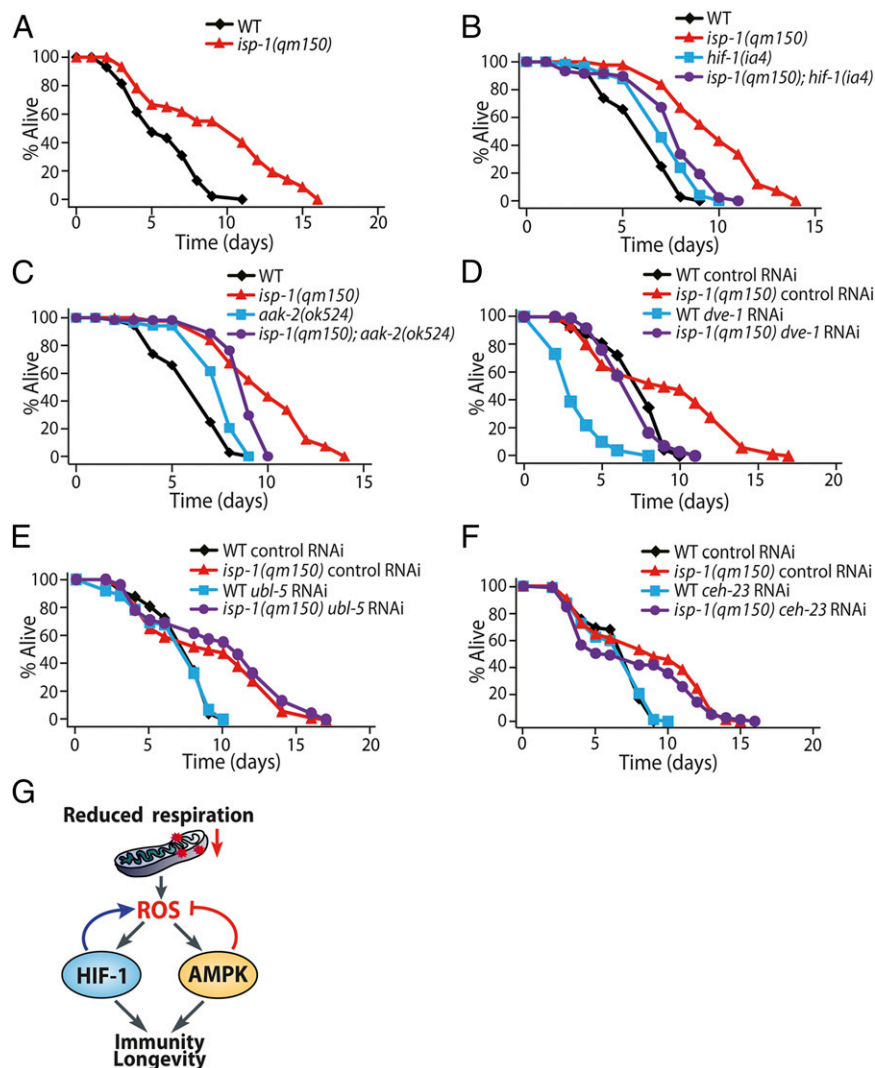 A
WT
isp-1(qm150)
% Alive
100
80
60
40
20
0
0 5 10 15 20
Time (days)
B
WT
isp-1(qm150)
hif-1(ia4)
isp-1(qm150); hif-1(ia4)
% Alive
100
80
60
40
20
0
0 5 10 15
Time (days)
C
WT
isp-1(qm150)
aak-2(ok524)
isp-1(qm150); aak-2(ok524)
% Alive
100
80
60
40
20
0
0 5 10 15
Time (days)
D
WT control RNAi
isp-1(qm150) control RNAi
WT dve-1 RNAi
isp-1(qm150) dve-1 RNAi
% Alive
100
80
60
40
20
0
0 5 10 15 20
Time (days)
E
WT control RNAi
isp-1(qm150) control RNAi
WT ubl-5 RNAi
isp-1(qm150) ubl-5 RNAi
% Alive
100
80
60
40
20
0
0 5 10 15 20
Time (days)
F
WT control RNAi
isp-1(qm150) control RNAi
WT ceh-23 RNAi
isp-1(qm150) ceh-23 RNAi
% Alive
100
80
60
40
20
0
0 5 10 15 20
Time (days)
G
Reduced respiration
ROS
HIF-1 AMPK
Immunity
Longevity